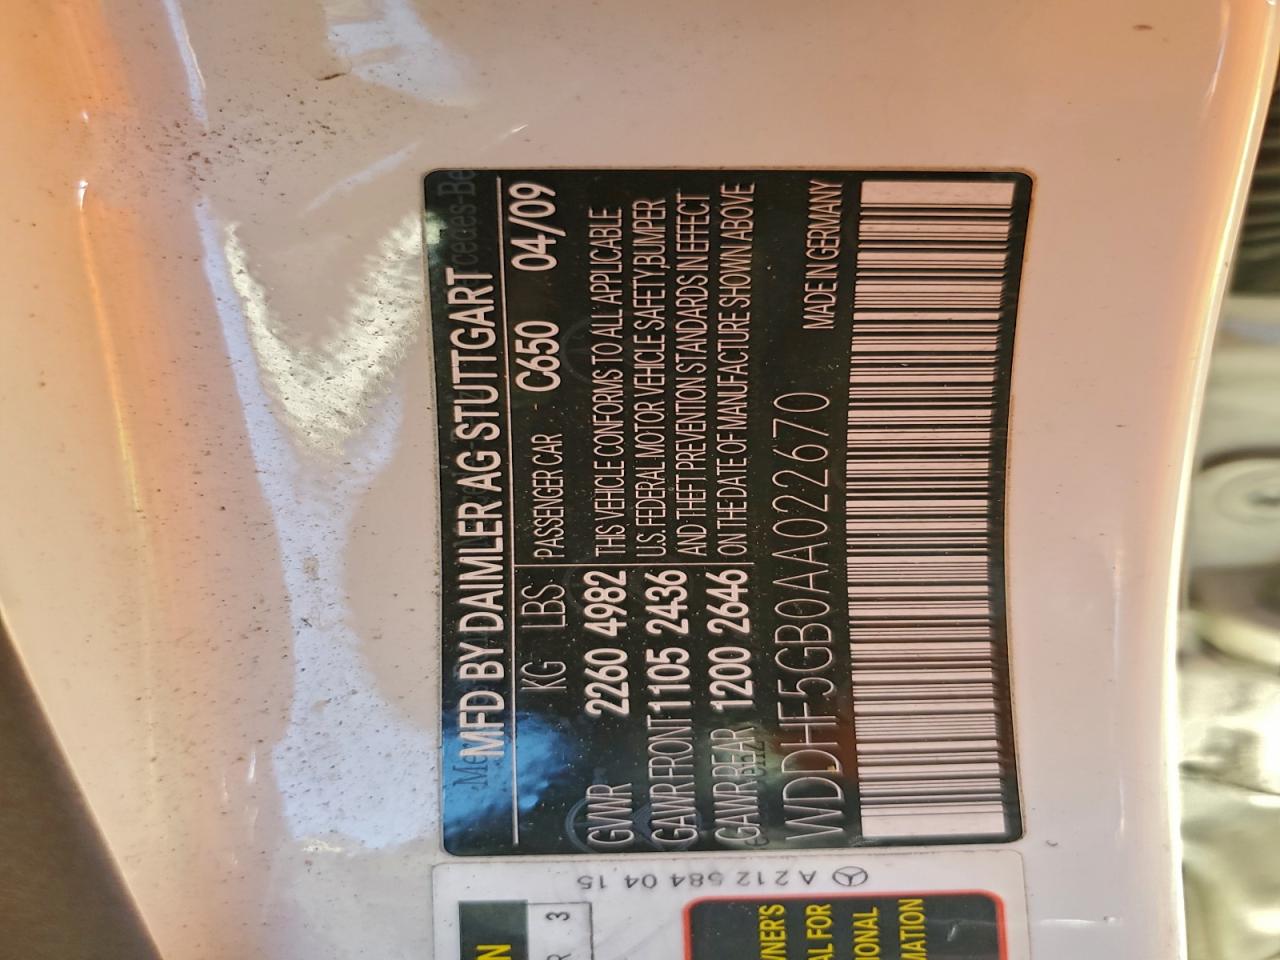 MFD BY DAIMLER AG STUTTGART
KG LBS PASSENGER CAR - C650 04/09
GVWR 2260 4982 THIS VEHICLE CONFORMS TO ALL APPLICABLE
GAWR FRONT 1105 2436 U.S. FEDERAL MOTOR VEHICLE SAFETY, BUMPER
GAWR REAR 1200 2646 AND THEFT PREVENTION STANDARDS IN EFFECT
ON THE DATE OF MANUFACTURE SHOWN ABOVE
WDDHF5GB0AA022670 MADE IN GERMANY
A 212 584 04 15
3